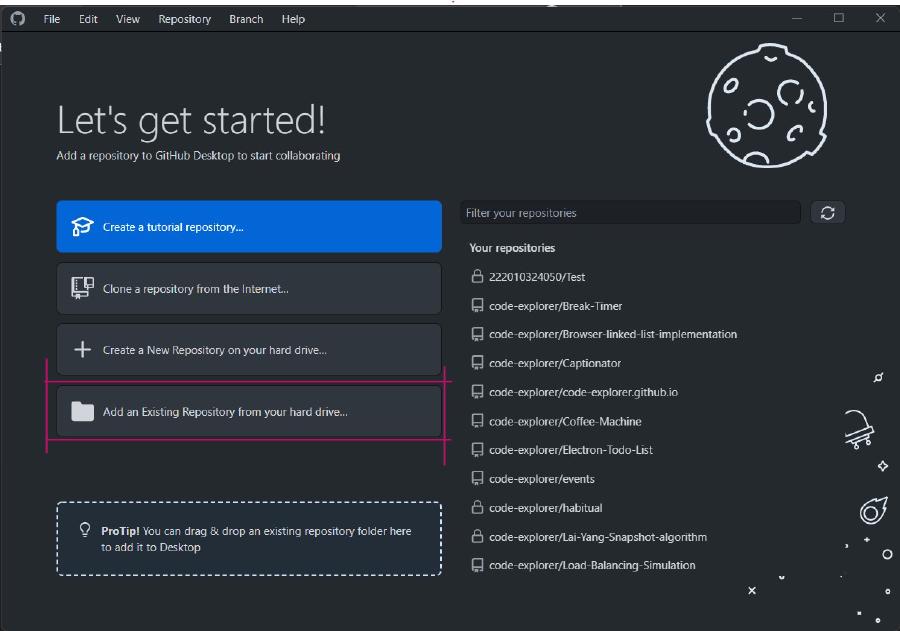 File Edit View Repository Branch Help
Let's get started!
Add a repository to GitHub Desktop to start collaborating
Create a tutorial repository...
Clone a repository from the Internet...
Create a New Repository on your hard drive...
Add an Existing Repository from your hard drive...
ProTip! You can drag & drop an existing repository folder here
to add it to Desktop
Filter your repositories
Your repositories
222010324050/Test
code-explorer/Break-Timer
code-explorer/Browser-linked-list-implementation
code-explorer/Captionator
code-explorer/code-explorer.github.io
code-explorer/Coffee-Machine
code-explorer/Electron-Todo-List
code-explorer/events
code-explorer/habitual
code-explorer/Lai-Yang-Snapshot-algorithm
code-explorer/Load-Balancing-Simulation